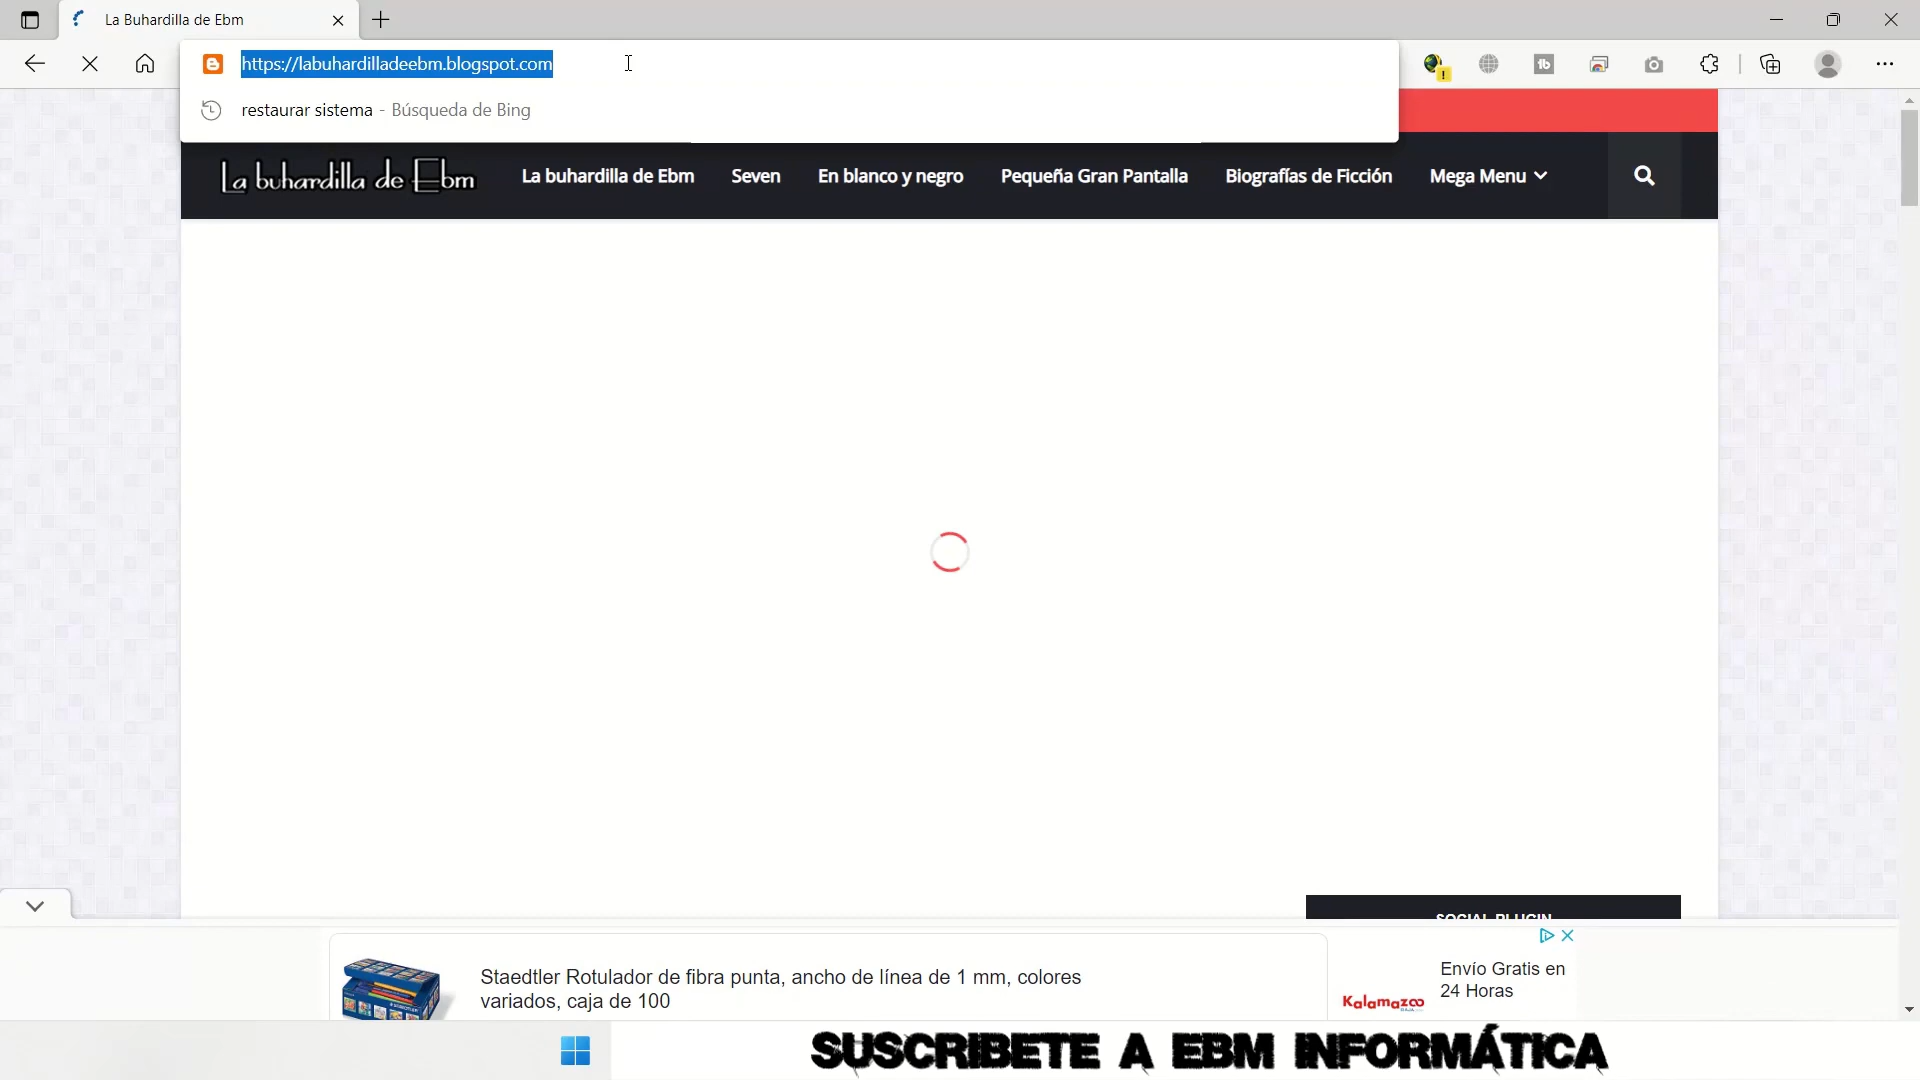 La Buhardilla de Ebm
https://labuhardilladeebm.blogspot.com
restaurar sistema - Búsqueda de Bing
La buhardilla de Ebm
La buhardilla de Ebm Seven En blanco y negro Pequeña Gran Pantalla Biografías de Ficción Mega Menu
SOCIAL PLUGIN
Staedtler Rotulador de fibra punta, ancho de línea de 1 mm, colores
variados, caja de 100
Kalamazoo
Envío Gratis en
24 Horas
SUSCRIBETE A EBM INFORMÁTICA